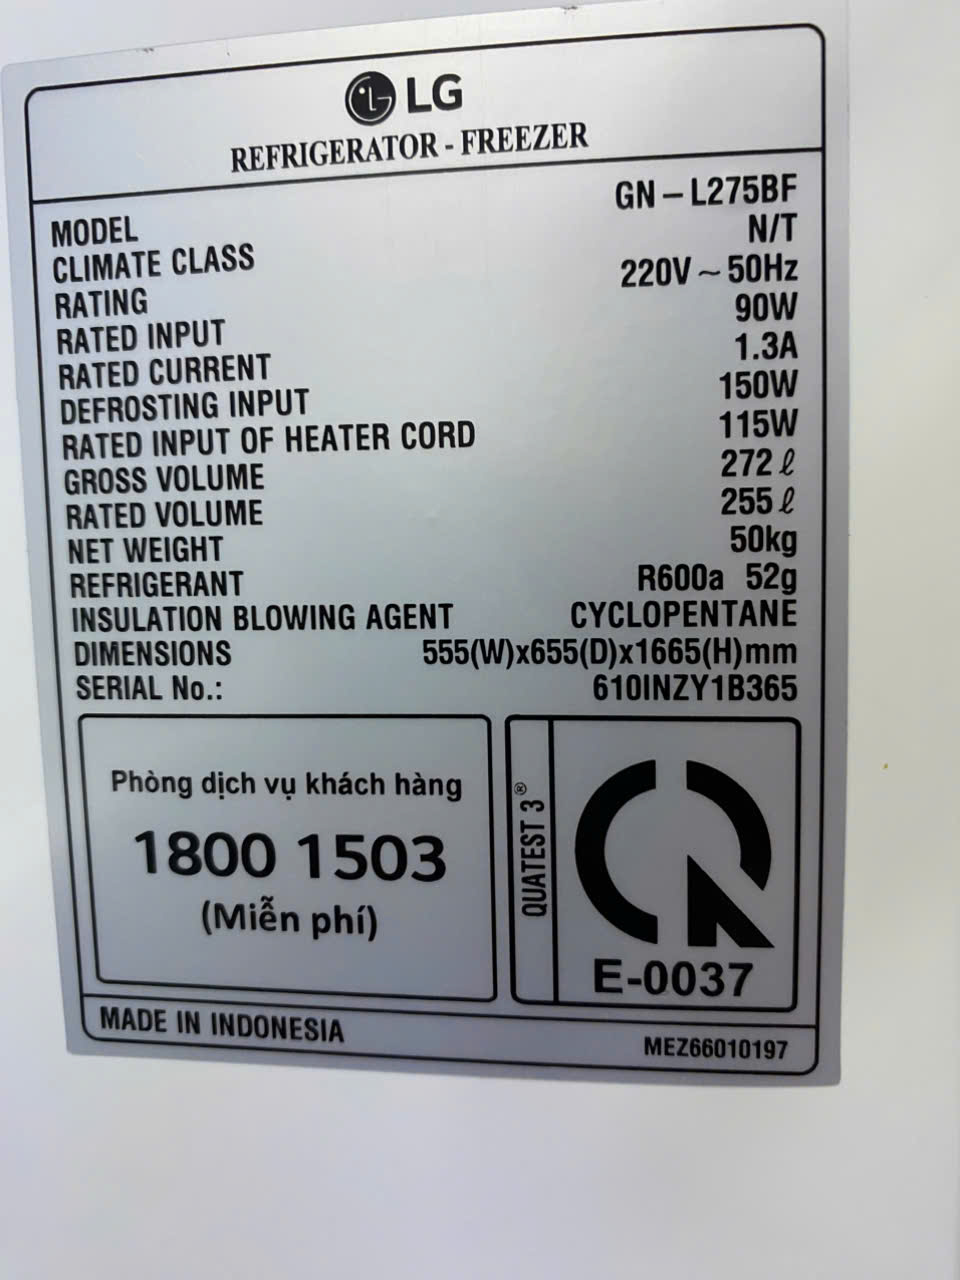 LG
REFRIGERATOR - FREEZER
MODEL GN – L275BF
CLIMATE CLASS N/T
RATING 220V ~ 50Hz
RATED INPUT 90W
RATED CURRENT 1.3A
DEFROSTING INPUT 150W
RATED INPUT OF HEATER CORD 115W
GROSS VOLUME 272 ℓ
RATED VOLUME 255 ℓ
NET WEIGHT 50kg
REFRIGERANT R600a 52g
INSULATION BLOWING AGENT CYCLOPENTANE
DIMENSIONS 555(W)x655(D)x1665(H)mm
SERIAL No.: 610INZY1B365
Phòng dịch vụ khách hàng
1800 1503
(Miễn phí)
QUATEST 3®
E-0037
MADE IN INDONESIA
MEZ66010197